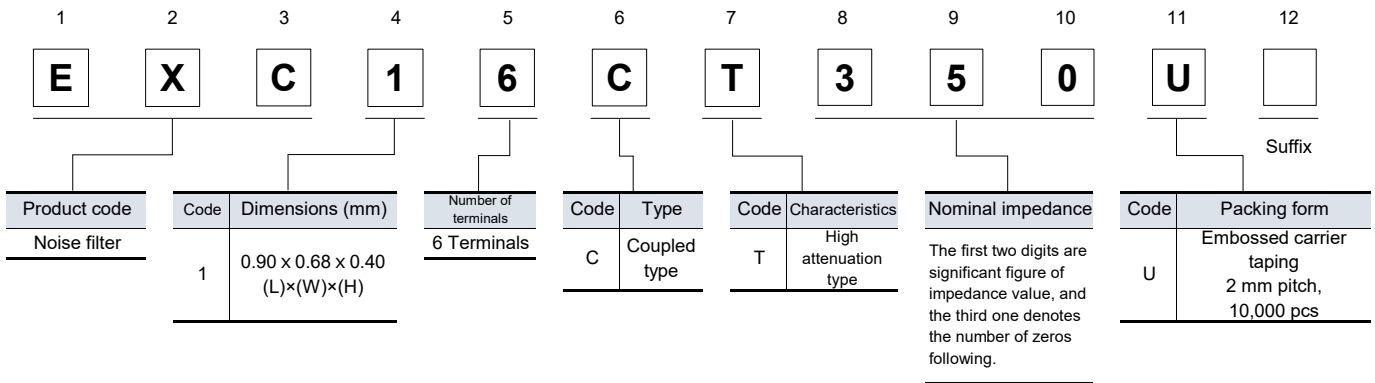 1 2 3 4 5 6 7 8 9 10 11 12
E X C 1 6 C T 3 5 0 U
Suffix
Product code
Noise filter
Code Dimensions (mm)
1 0.90 x 0.68 x 0.40
(L)×(W)×(H)
Number of
terminals
6 Terminals
Code Type
C Coupled
type
Code Characteristics
T High
attenuation
type
Nominal impedance
The first two digits are
significant figure of
impedance value, and
the third one denotes
the number of zeros
following.
Code Packing form
U Embossed carrier
taping
2 mm pitch,
10,000 pcs